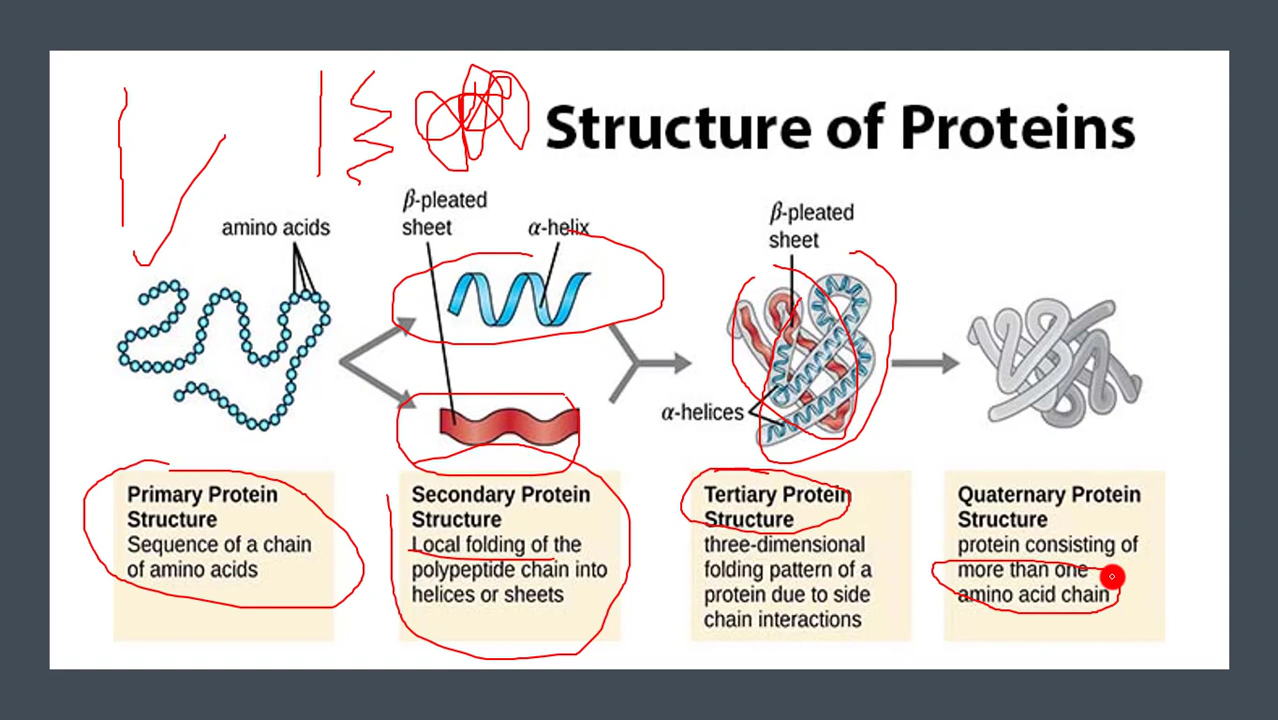 Structure of Proteins
β-pleated
sheet
α-helix
amino acids
β-pleated
sheet
α-helices
Primary Protein
Structure
Sequence of a chain
of amino acids
Secondary Protein
Structure
Local folding of the
polypeptide chain into
helices or sheets
Tertiary Protein
Structure
three-dimensional
folding pattern of a
protein due to side
chain interactions
Quaternary Protein
Structure
protein consisting of
more than one
amino acid chain